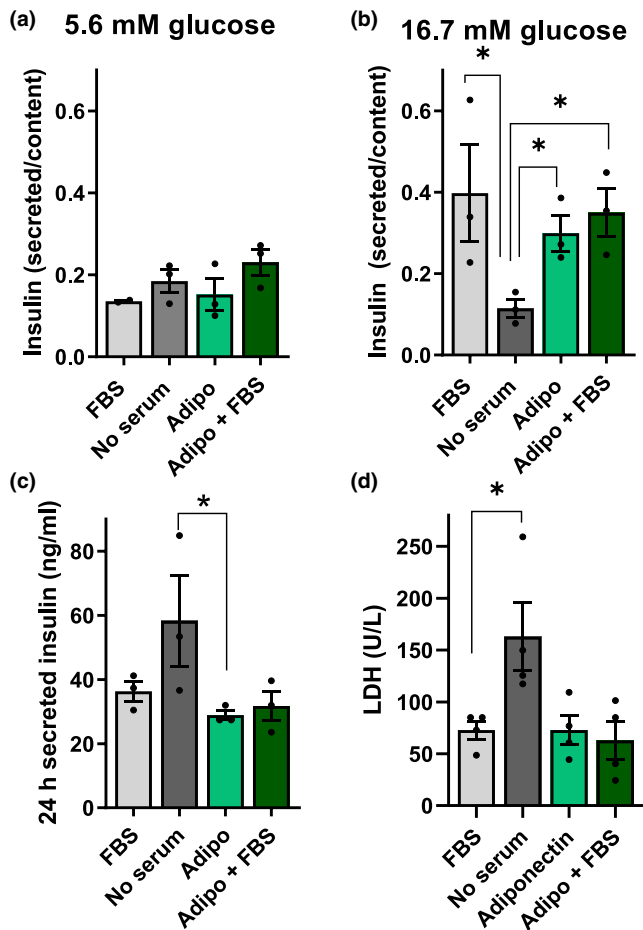 (a) 5.6 mM glucose
Insulin (secreted/content)
0.6
0.4
0.2
0.0
FBS
No serum
Adipo
Adipo + FBS
(b) 16.7 mM glucose
Insulin (secreted/content)
0.6
0.4
0.2
0.0
*
*
*
FBS
No serum
Adipo
Adipo + FBS
(c)
24 h secreted insulin (ng/ml)
80
60
40
20
0
*
FBS
No serum
Adipo
Adipo + FBS
(d)
LDH (U/L)
250
200
150
100
50
0
*
FBS
No serum
Adiponectin
Adipo + FBS